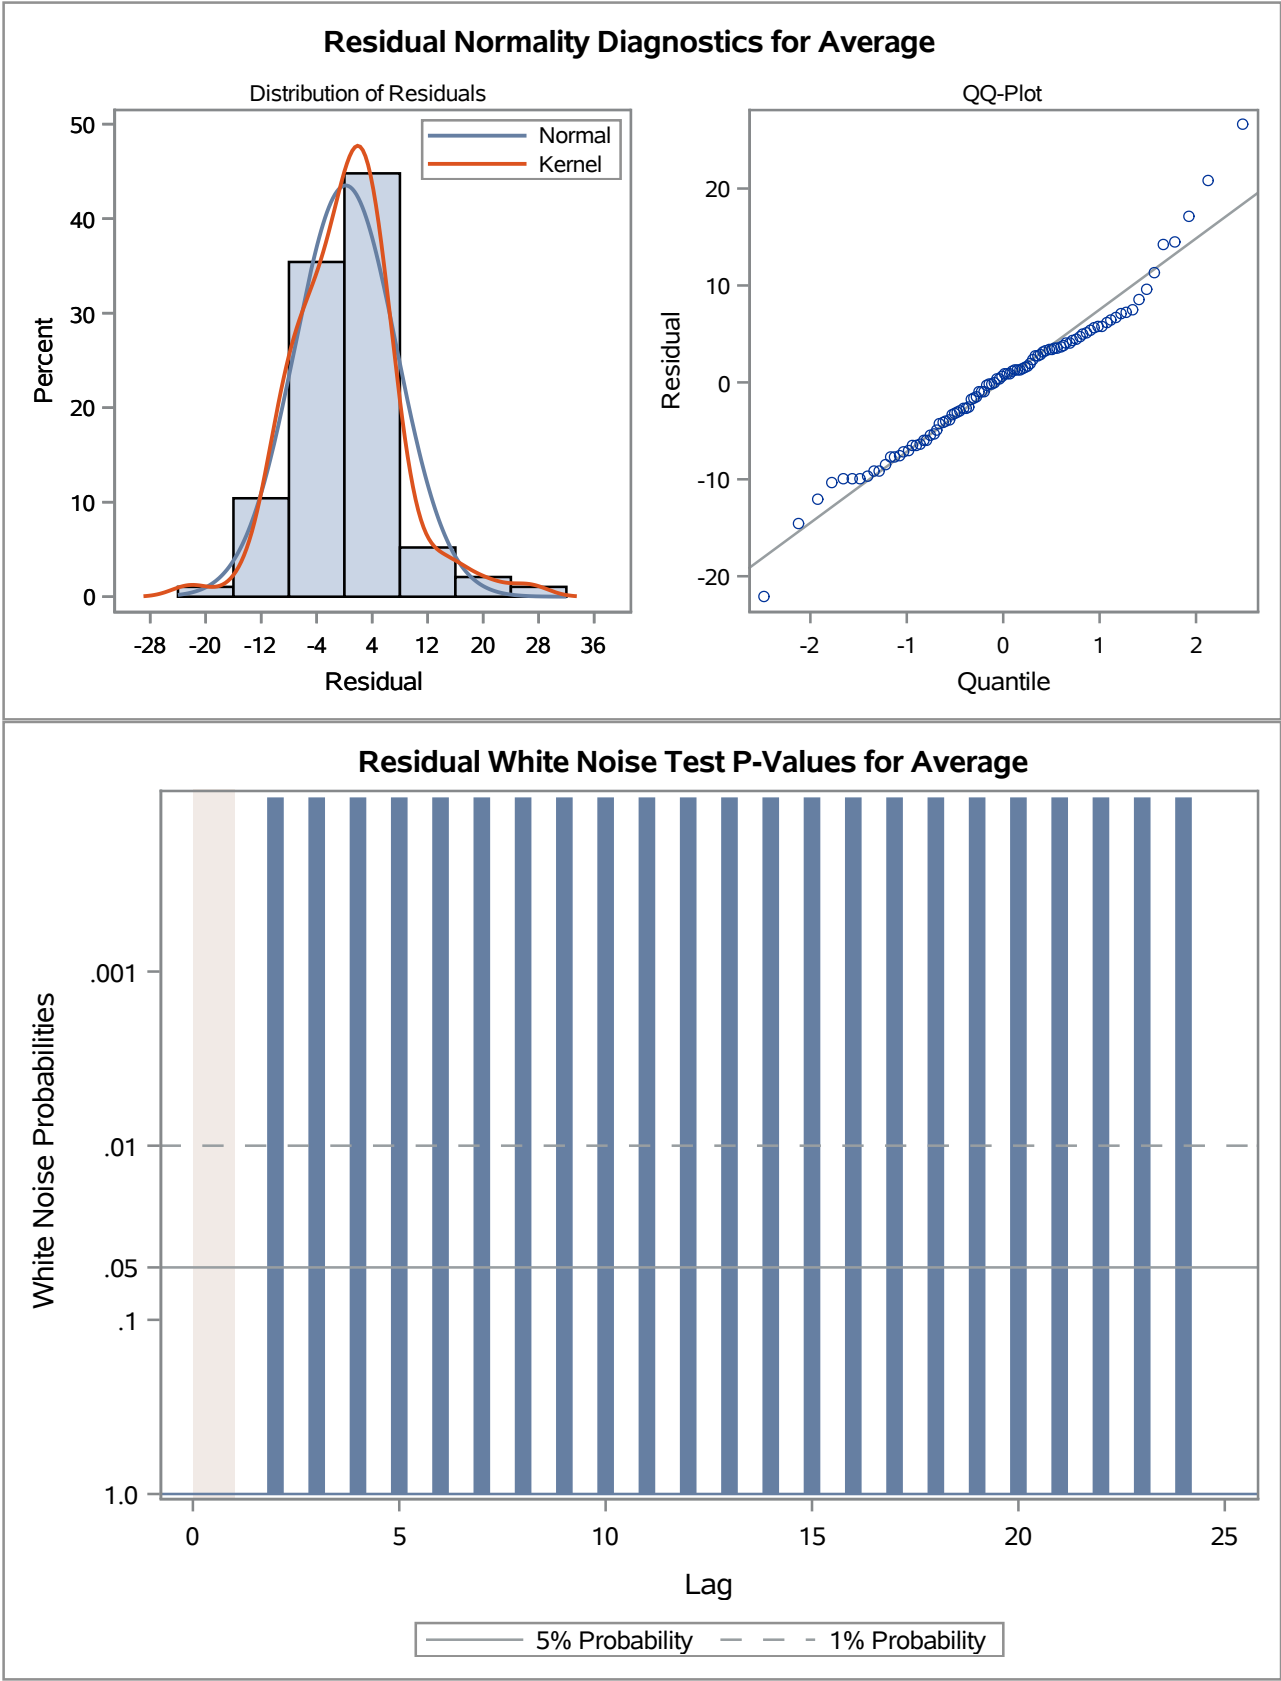 Residual Normality Diagnostics for Average
Distribution of Residuals
Normal
Kernel
50
40
30
20
10
0
Percent
-28 -20 -12 -4 4 12 20 28 36
Residual
QQ-Plot
20
10
0
-10
-20
Residual
-2 -1 0 1 2
Quantile
Residual White Noise Test P-Values for Average
.001
.01
.05
.1
1.0
White Noise Probabilities
0 5 10 15 20 25
Lag
5% Probability 1% Probability